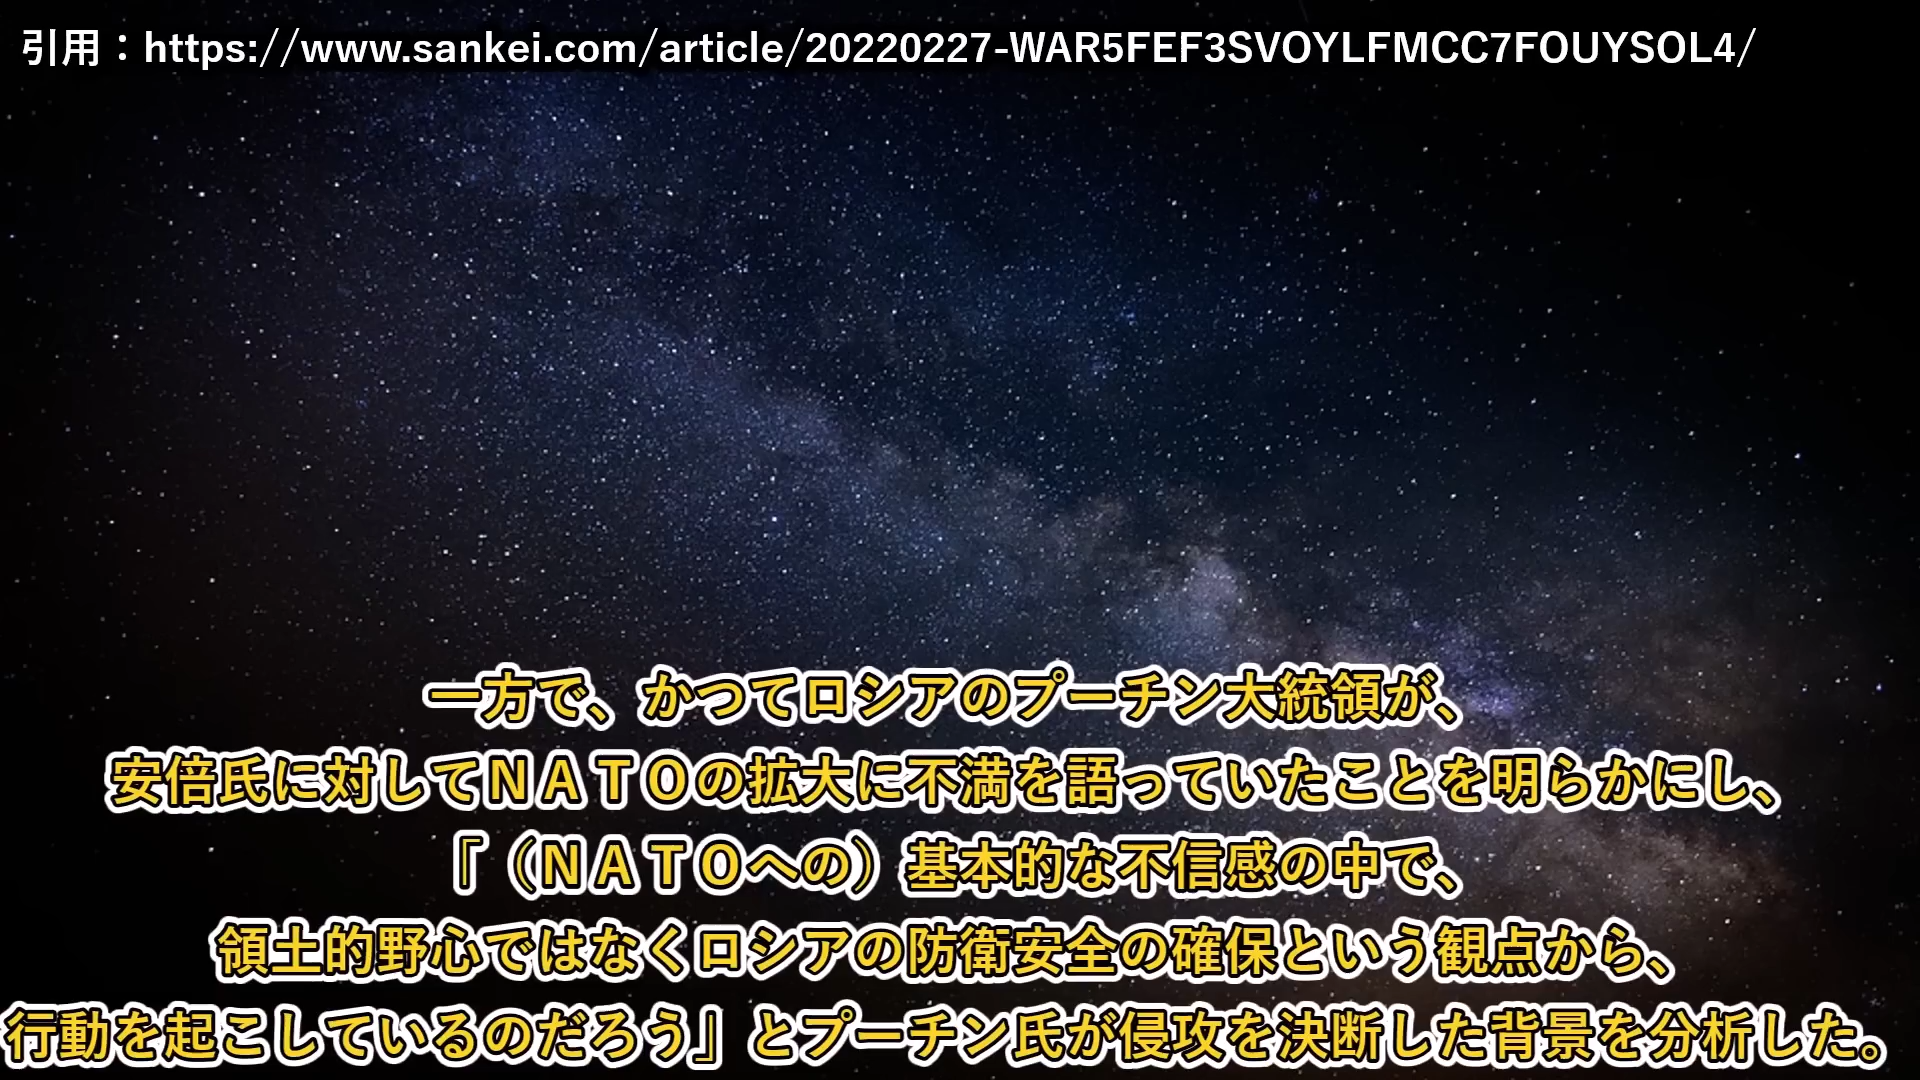 引用：https://www.sankei.com/article/20220227-WAR5FEF3SVOYLFMCC7FOUYSOL4/
一方で、かつてロシアのプーチン大統領が、
安倍氏に対してＮＡＴＯの拡大に不満を語っていたことを明らかにし、
『（ＮＡＴＯへの）基本的な不信感の中で、
領土的野心ではなくロシアの防衛安全の確保という観点から、
行動を起こしているのだろう』とプーチン氏が侵攻を決断した背景を分析した。